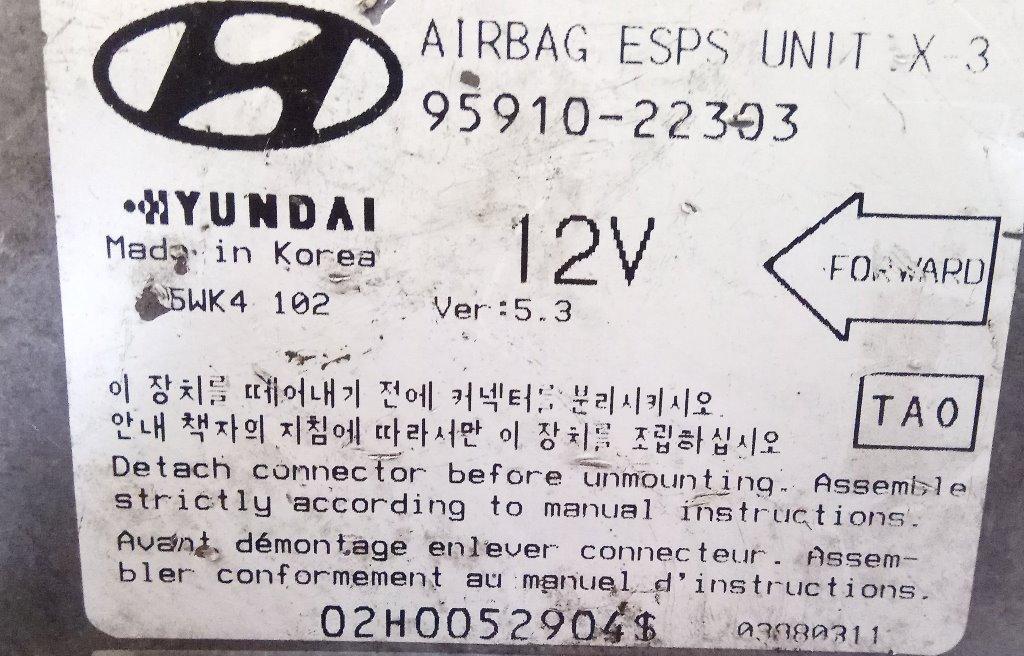 AIRBAG ESPS UNIT :X-3
95910-22303
HYUNDAI
Made in Korea
12V
FORWARD
5WK4 102
Ver:5.3
이 장치를 떼어내기 전에 커넥터를 분리시키시오
TAO
안내 책자의 지침에 따라서만 이 장치를 조립하십시오
Detach connector before unmounting. Assemble
strictly according to manual instructions.
Avant démontage enlever connecteur. Assem-
bler conformement au manuel d'instructions.
02H0052904$
03980311